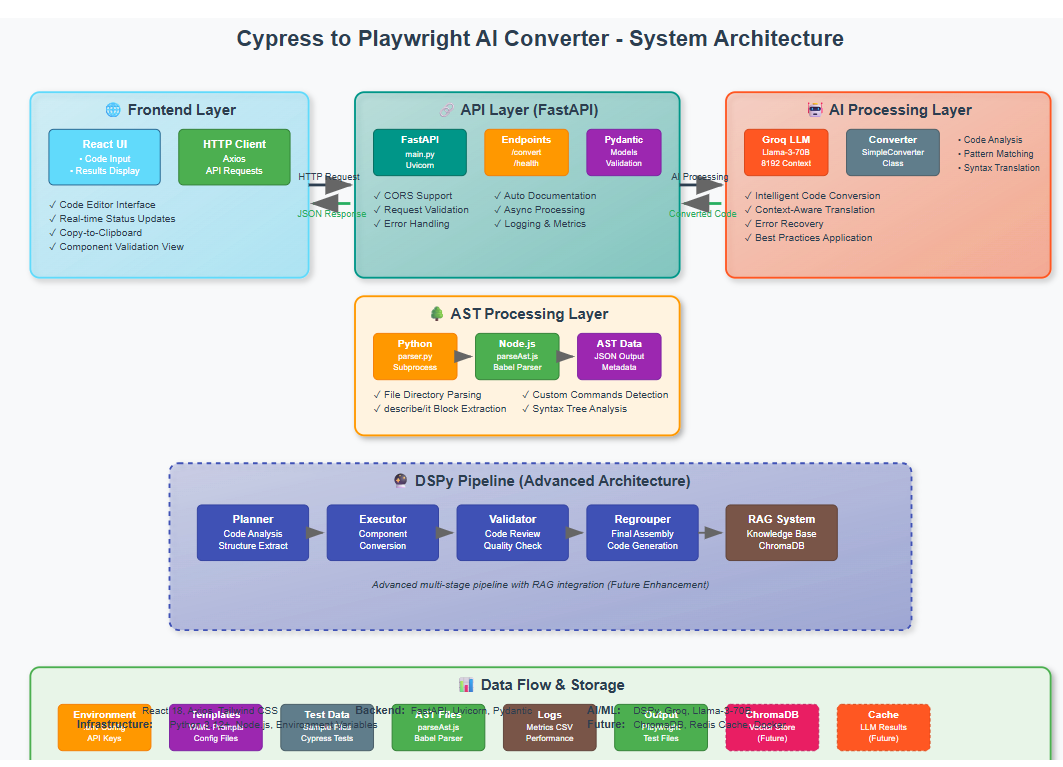 Cypress to Playwright AI Converter - System Architecture
Frontend Layer
React UI
• Code Input
• Results Display
HTTP Client
Axios
API Requests
✓ Code Editor Interface
✓ Real-time Status Updates
✓ Copy-to-Clipboard
✓ Component Validation View
HTTP Request
JSON Response
API Layer (FastAPI)
FastAPI
main.py
Uvicorn
Endpoints
/convert
/health
Pydantic
Models
Validation
✓ CORS Support
✓ Request Validation
✓ Error Handling
✓ Auto Documentation
✓ Async Processing
✓ Logging & Metrics
AI Processing
Converted Code
AI Processing Layer
Groq LLM
Llama-3-70B
8192 Context
Converter
SimpleConverter
Class
• Code Analysis
• Pattern Matching
• Syntax Translation
✓ Intelligent Code Conversion
✓ Context-Aware Translation
✓ Error Recovery
✓ Best Practices Application
AST Processing Layer
Python
parser.py
Subprocess
Node.js
parseAst.js
Babel Parser
AST Data
JSON Output
Metadata
✓ File Directory Parsing
✓ describe/it Block Extraction
✓ Custom Commands Detection
✓ Syntax Tree Analysis
DSPy Pipeline (Advanced Architecture)
Planner
Code Analysis
Structure Extract
Executor
Component
Conversion
Validator
Code Review
Quality Check
Regrouper
Final Assembly
Code Generation
RAG System
Knowledge Base
ChromaDB
Advanced multi-stage pipeline with RAG integration (Future Enhancement)
Data Flow & Storage
Environment
API Keys
Templates
YAML Prompts
Config Files
Test Data
Sample Files
Cypress Tests
AST Files
Babel Parser
Logs
Metrics CSV
Performance
Output
Playwright
Test Files
ChromaDB
Vector Store
(Future)
Cache
LLM Results
(Future)
React 18, Axios, Tailwind CSS
Backend: FastAPI, Uvicorn, Pydantic
AI/ML: DSPy, Groq, Llama-3-70B
Infrastructure: Node.js, Environment Variables
Future: ChromaDB, Redis Cache, Docker